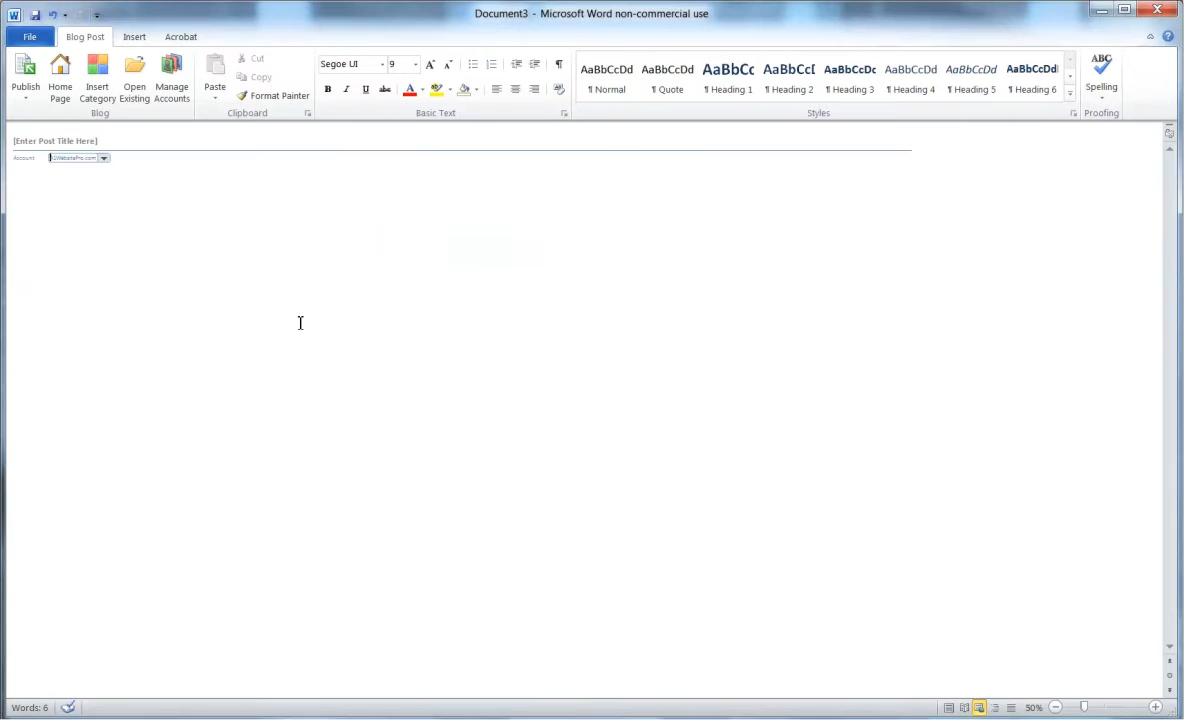 Document3 - Microsoft Word non-commercial use
File Blog Post Insert Acrobat
Publish Home Page Insert Category Open Existing Manage Accounts
Blog
Paste Cut Copy Format Painter
Clipboard
Segoe UI 9
B I U abc A ab A
Basic Text
AaBbCcDd AaBbCcDd AaBbCc AaBbCcI AaBbCcDc AaBbCcDd AaBbCcDd AaBbCcDd
¶ Normal ¶ Quote ¶ Heading 1 ¶ Heading 2 ¶ Heading 3 ¶ Heading 4 ¶ Heading 5 ¶ Heading 6
Styles
ABC
Spelling
Proofing
[Enter Post Title Here]
Account
Words: 6
50%